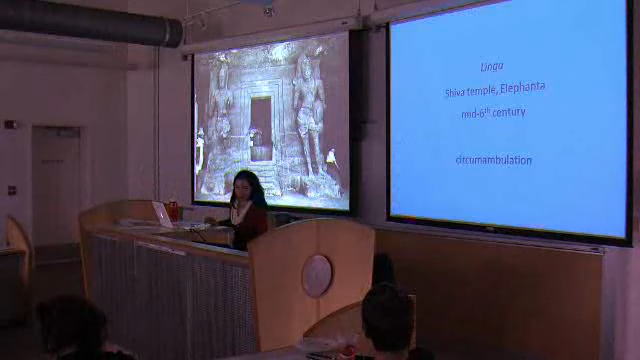 Linga
Shiva temple, Elephanta
mid-6th century
circumambulation